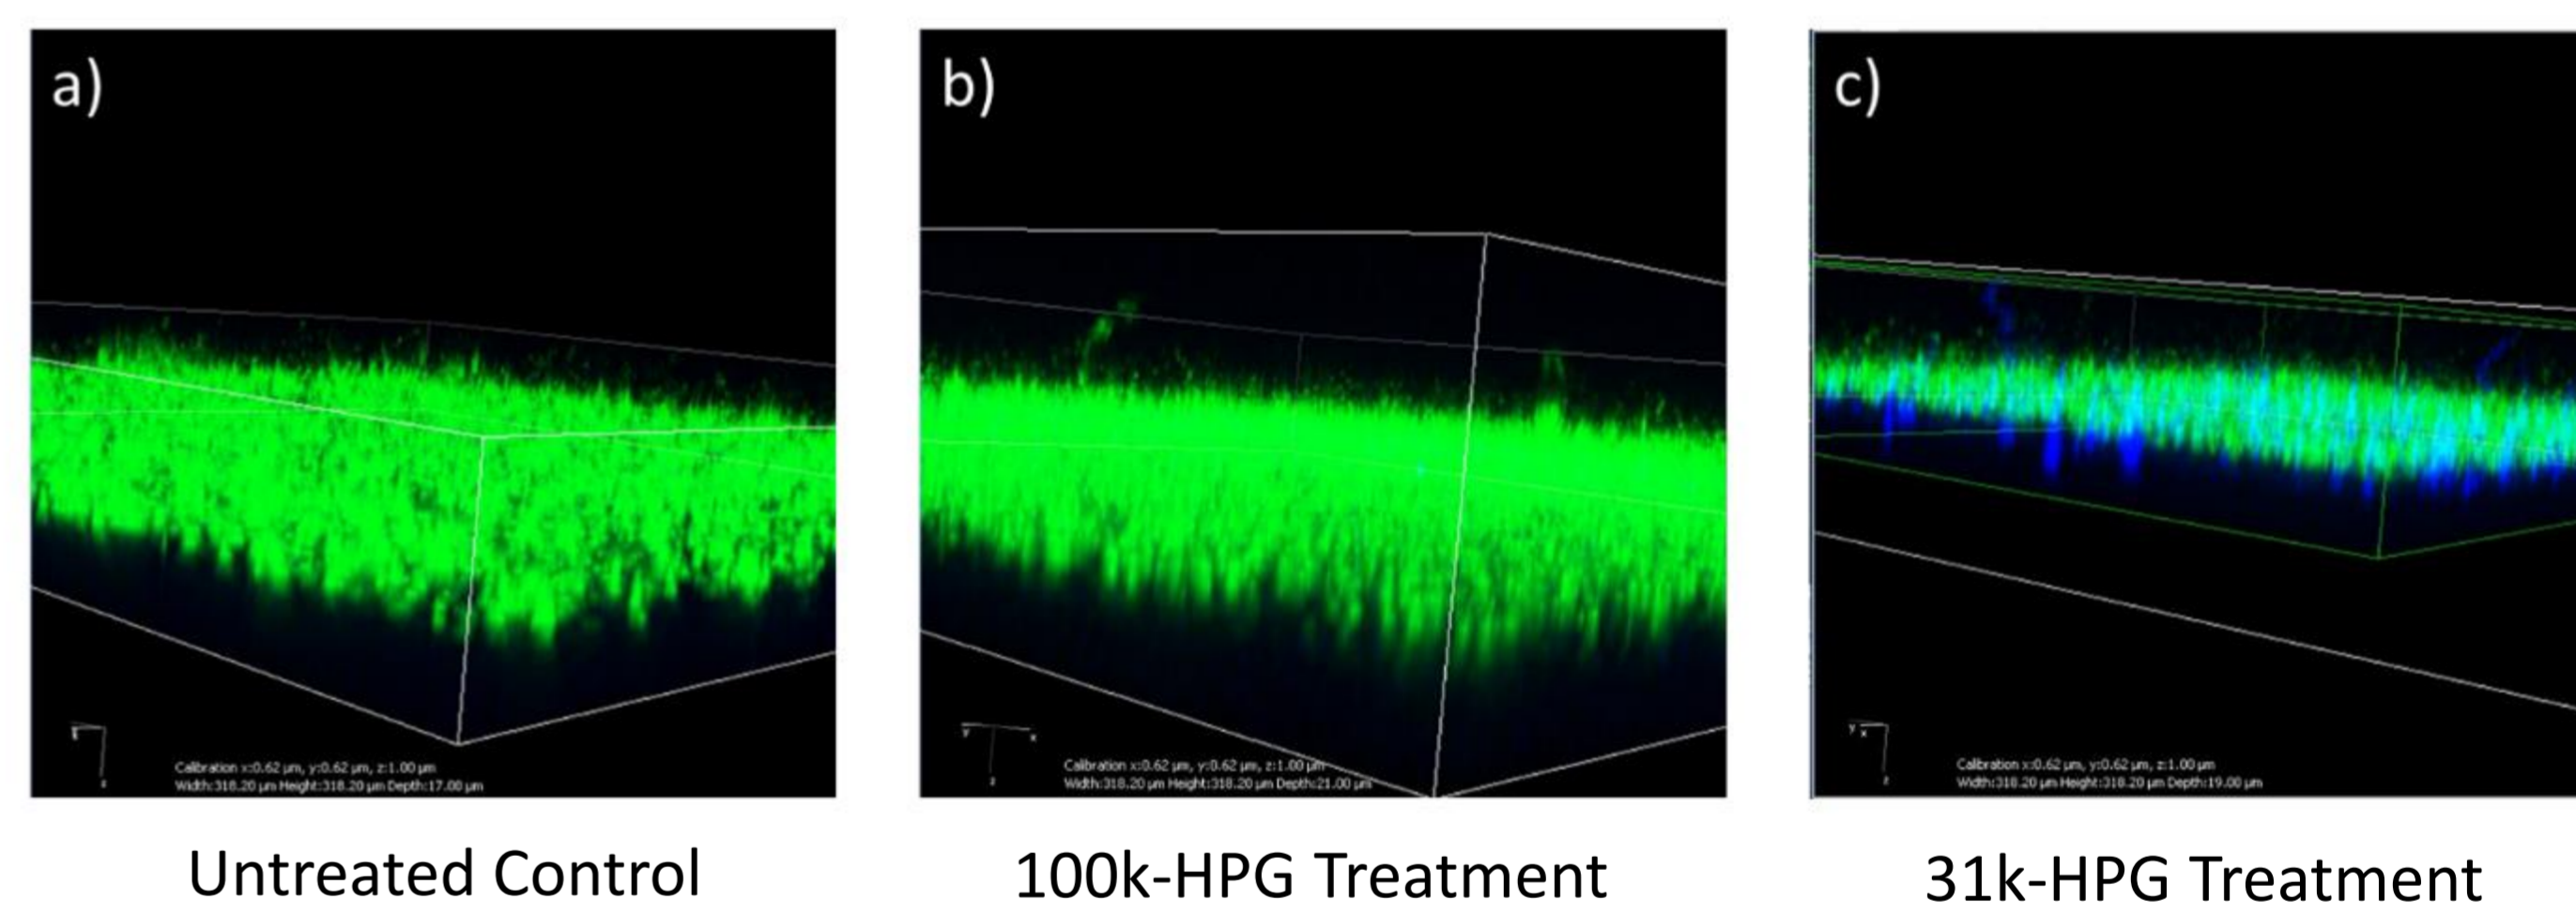 a)
b)
c)
Calibration x:0.62 µm, y:0.62 µm, z:1.00 µm
Width:318.20 µm Height:318.20 µm Depth:17.00 µm
y
x
z
Calibration x:0.62 µm, y:0.62 µm, z:1.00 µm
Width:318.20 µm Height:318.20 µm Depth:21.00 µm
y x
Calibration x:0.62 µm, y:0.62 µm, z:1.00 µm
Width:318.20 µm Height:318.20 µm Depth:19.00 µm
Untreated Control
100k-HPG Treatment
31k-HPG Treatment